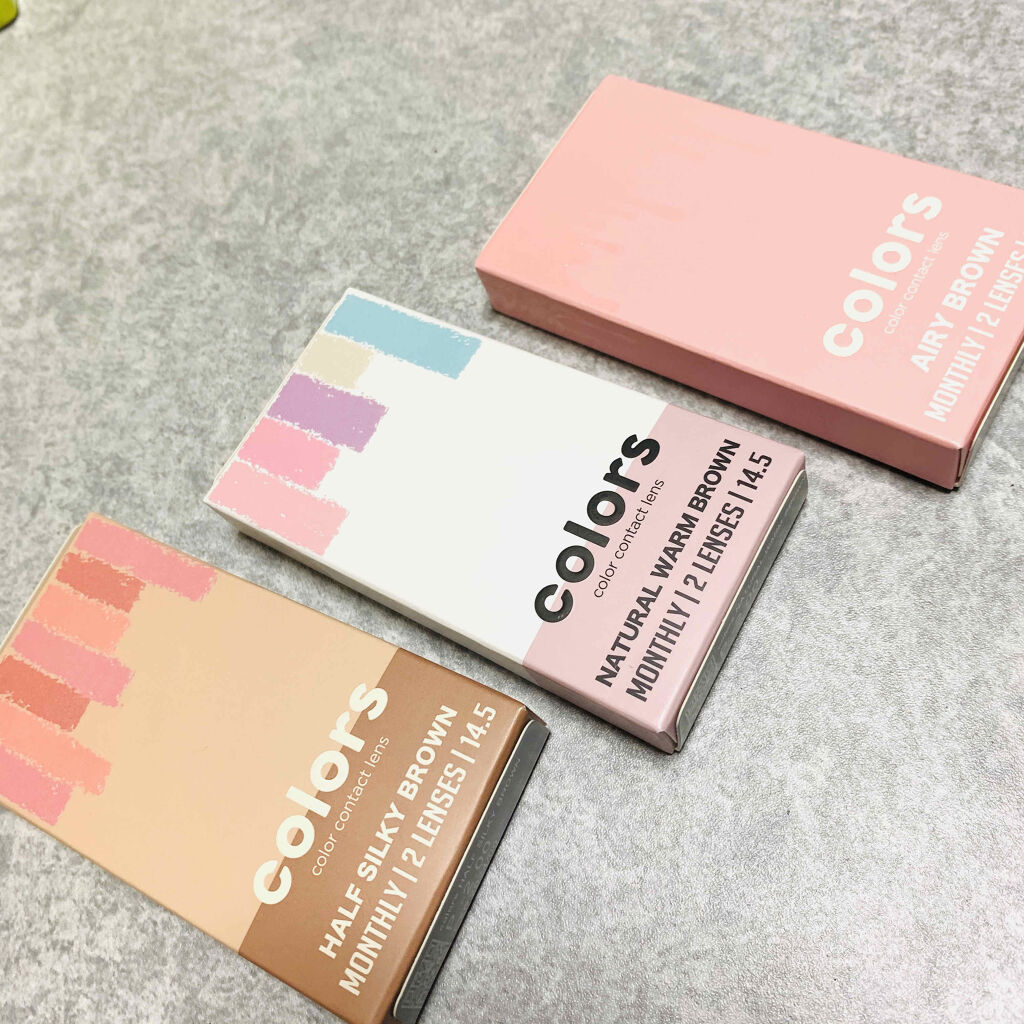 colors
color contact lens
AIRY BROWN
MONTHLY | 2 LENSES |
colors
color contact lens
NATURAL WARM BROWN
MONTHLY | 2 LENSES | 14.5
colors
color contact lens
HALF SILKY BROWN
MONTHLY | 2 LENSES | 14.5